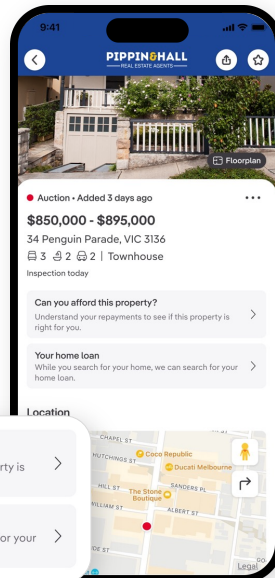 9:41
PIPPIN&HALL
REAL ESTATE AGENTS
Floorplan
Auction • Added 3 days ago
$850,000 - $895,000
34 Penguin Parade, VIC 3136
3 2 2 | Townhouse
Inspection today
Can you afford this property?
Understand your repayments to see if this property is
right for you.
Your home loan
While you search for your home, we can search for your
home loan.
Location
rty is
or your
CHAPEL ST
HUTCHINGS ST
Coco Republic
Ducati Melbourne
HILL ST
SANDERS PL
The Stone
Boutique
WILLIAM ST
ALBERT ST
DE ST
Legal